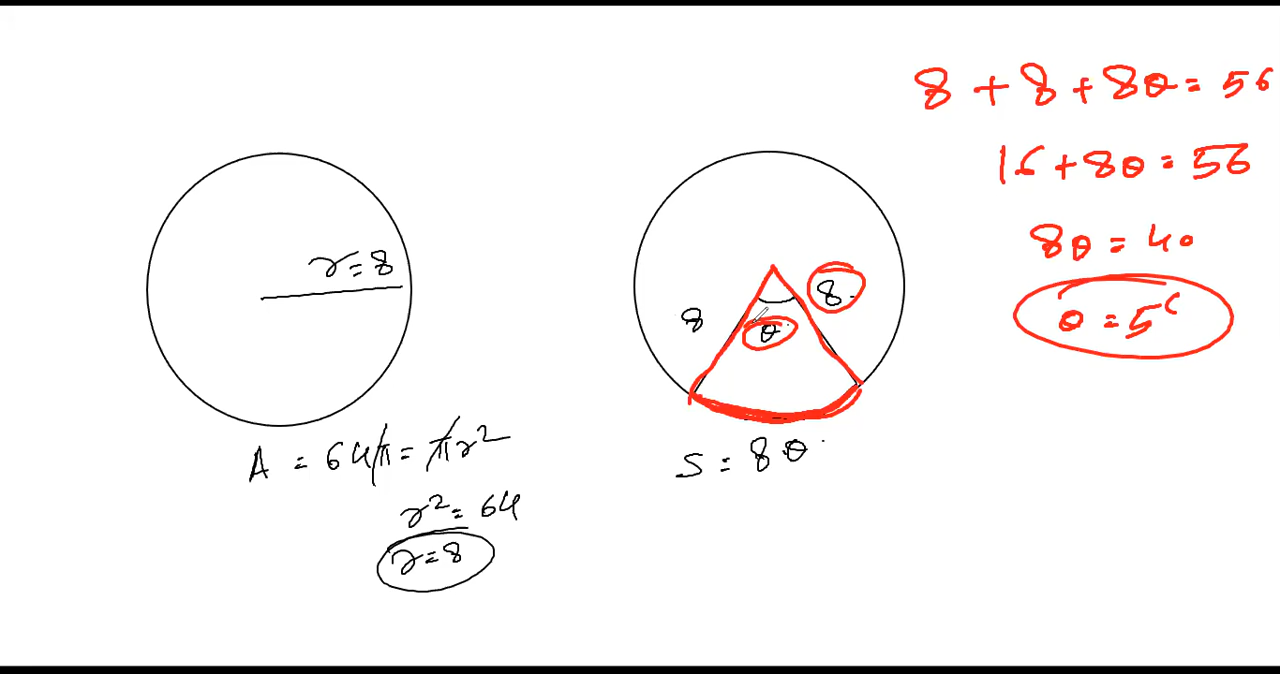 r = 8
A = 64π = πr²
r² = 64
r = 8
8
θ
8
S = 8θ
8 + 8 + 8θ = 56
16 + 8θ = 56
8θ = 40
θ = 5ᶜ